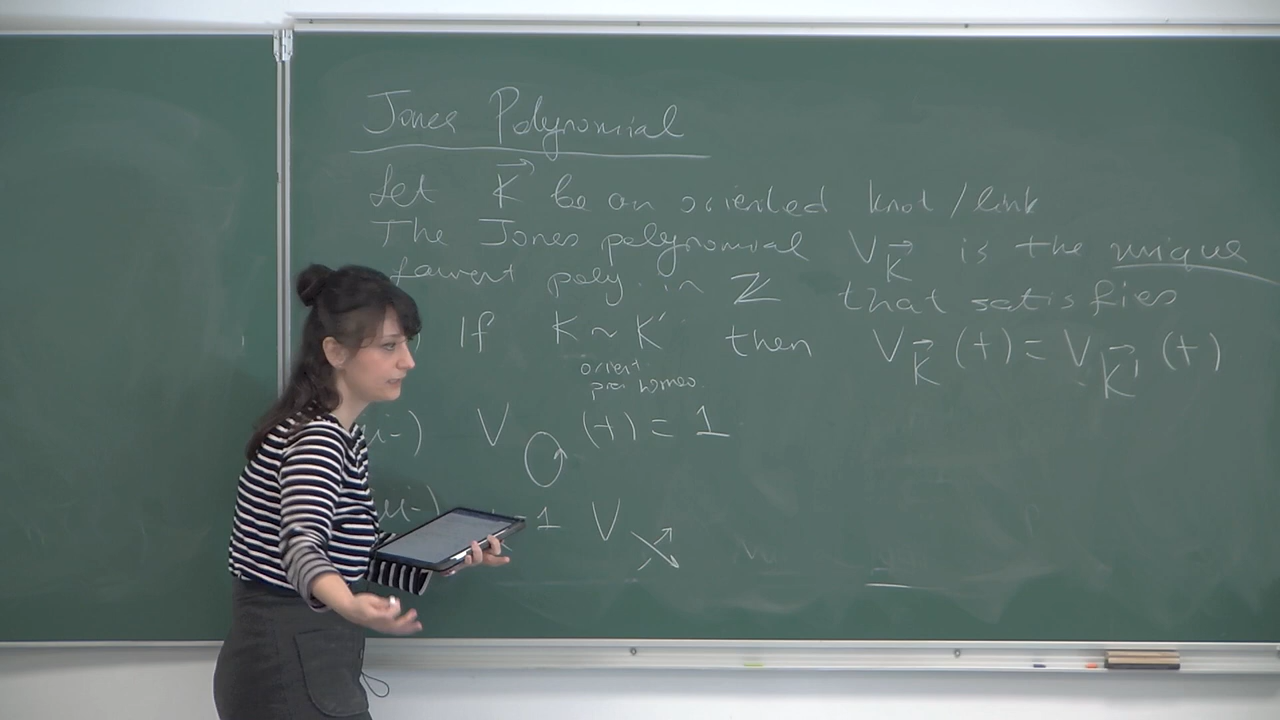 Jones Polynomial
Let K⃗ be an oriented knot/link
The Jones polynomial V_K⃗ is the unique
Laurent poly. in ℤ that satisfies
) If K ~ K' then V_K⃗ (t) = V_K⃗' (t)
orient
pres homeo.
ii-) V (t) = 1
iii-) -1 V